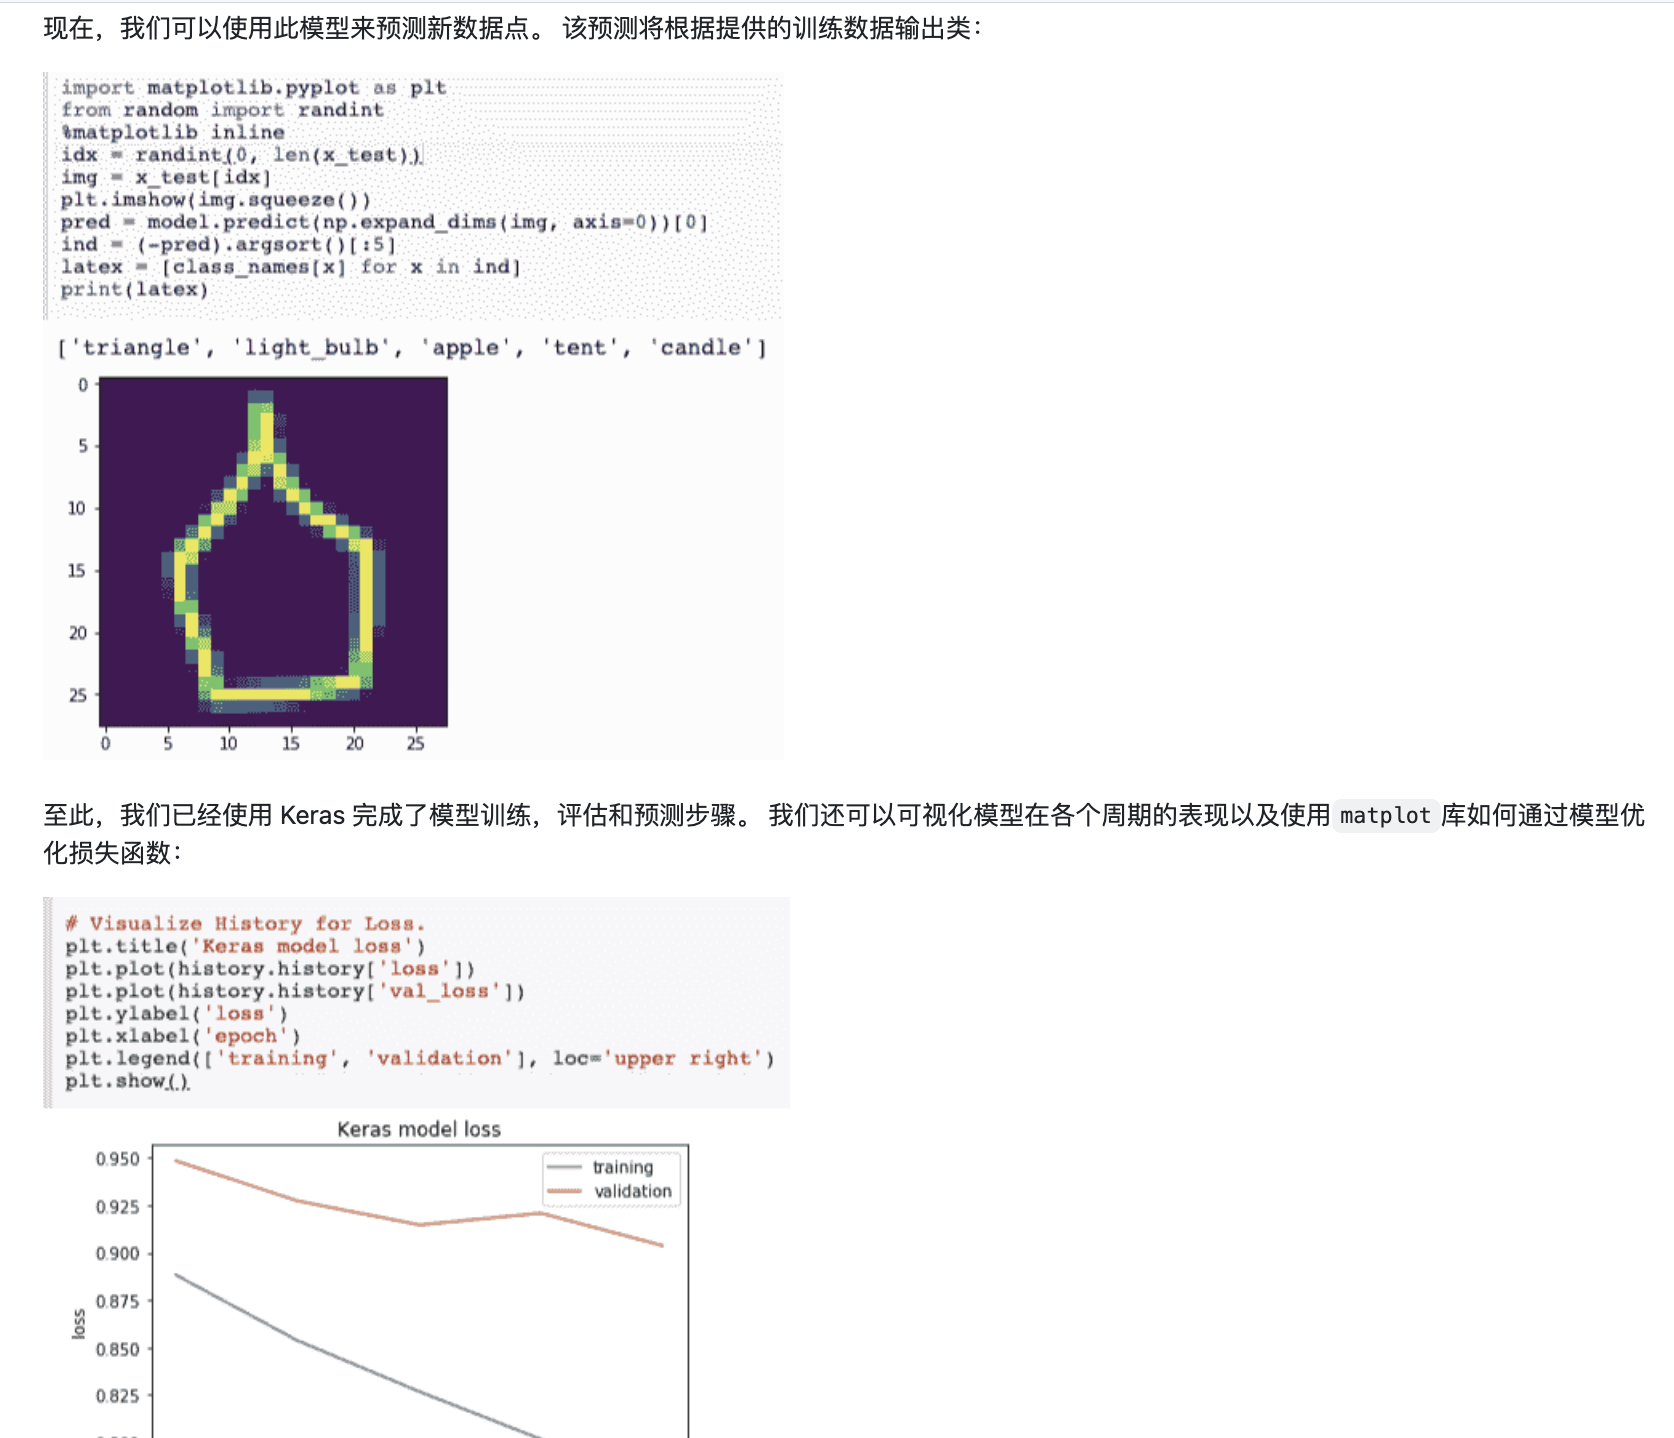 现在，我们可以使用此模型来预测新数据点。 该预测将根据提供的训练数据输出类：
import matplotlib.pyplot as plt
from random import randint
%matplotlib inline
idx = randint(0, len(x_test))
img = x_test[idx]
plt.imshow(img.squeeze())
pred = model.predict(np.expand_dims(img, axis=0))[0]
ind = (-pred).argsort()[:5]
latex = [class_names[x] for x in ind]
print(latex)
['triangle', 'light_bulb', 'apple', 'tent', 'candle']
0
5
10
15
20
25
0 5 10 15 20 25
至此，我们已经使用 Keras 完成了模型训练，评估和预测步骤。 我们还可以可视化模型在各个周期的表现以及使用 matplot 库如何通过模型优
化损失函数：
# Visualize History for Loss.
plt.title('Keras model loss')
plt.plot(history.history['loss'])
plt.plot(history.history['val_loss'])
plt.ylabel('loss')
plt.xlabel('epoch')
plt.legend(['training', 'validation'], loc='upper right')
plt.show()
Keras model loss
0.950
training
validation
0.925
0.900
0.875
loss
0.850
0.825